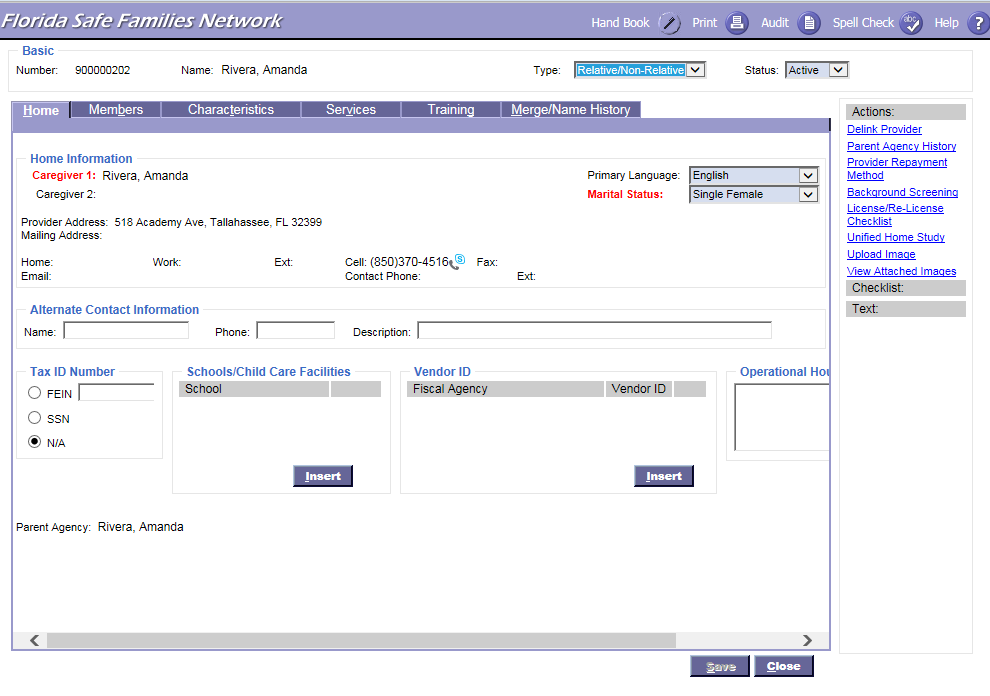 Florida Safe Families Network Hand Book Print Audit Spell Check abc Help ?
Basic
Number: 900000202 Name: Rivera, Amanda Type: Relative/Non-Relative Status: Active
Home Members Characteristics Services Training Merge/Name History
Home Information
Caregiver 1: Rivera, Amanda Primary Language: English
Caregiver 2: Marital Status: Single Female
Provider Address: 518 Academy Ave, Tallahassee, FL 32399
Mailing Address:
Home: Work: Ext: Cell: (850)370-4516 S Fax:
Email: Contact Phone: Ext:
Alternate Contact Information
Name: Phone: Description:
Tax ID Number
FEIN
SSN
N/A
Schools/Child Care Facilities
School
Insert
Vendor ID
Fiscal Agency Vendor ID
Insert
Operational Hou
Parent Agency: Rivera, Amanda
Save Close
Actions:
Delink Provider
Parent Agency History
Provider Repayment
Method
Background Screening
License/Re-License
Checklist
Unified Home Study
Upload Image
View Attached Images
Checklist:
Text: